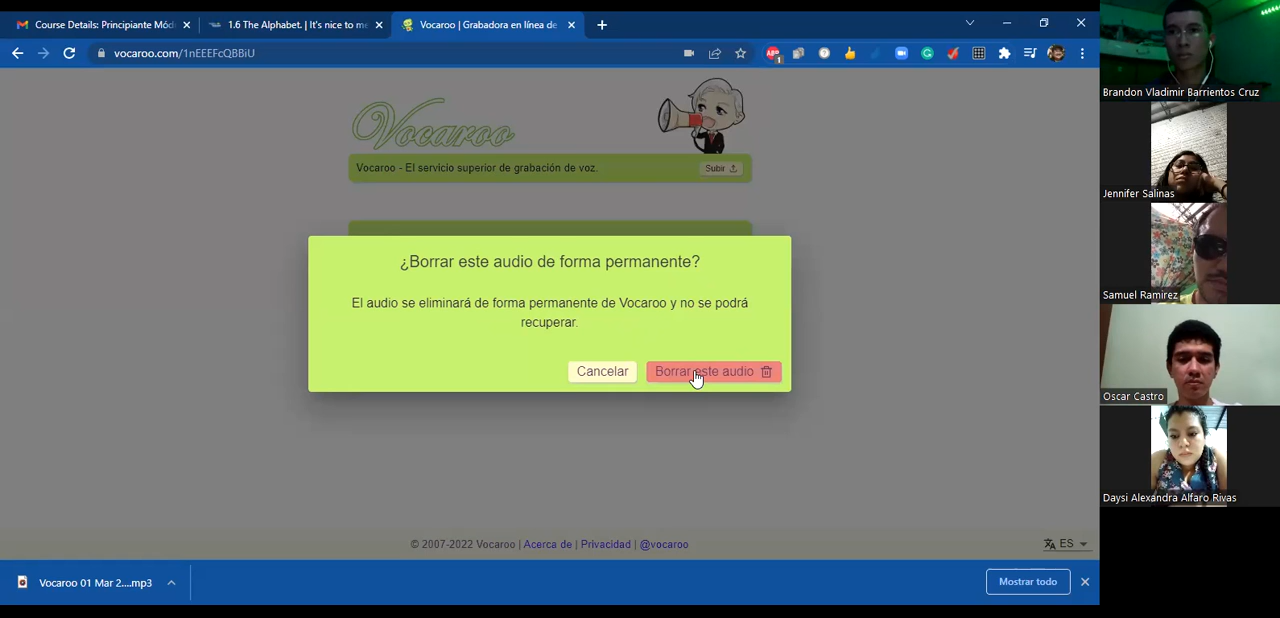 Course Details: Principiante Mód
1.6 The Alphabet. | It's nice to me
Vocaroo | Grabadora en línea de
vocaroo.com/1nEEEFcQBBiU
1
Vocaroo
Vocaroo - El servicio superior de grabación de voz.
Subir
¿Borrar este audio de forma permanente?
El audio se eliminará de forma permanente de Vocaroo y no se podrá
recuperar.
Cancelar
Borrar este audio
© 2007-2022 Vocaroo | Acerca de | Privacidad | @vocaroo
ES
Vocaroo 01 Mar 2....mp3
Mostrar todo
Brandon Vladimir Barrientos Cruz
Jennifer Salinas
Samuel Ramirez
Oscar Castro
Daysi Alexandra Alfaro Rivas